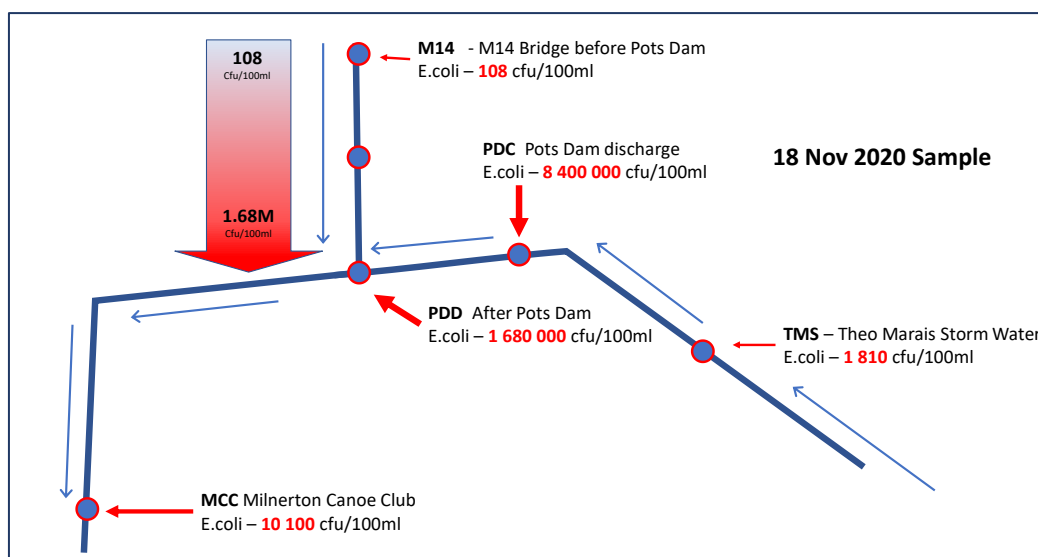 M14 - M14 Bridge before Pots Dam
E.coli – 108 cfu/100ml
108
Cfu/100ml
PDC Pots Dam discharge
E.coli – 8 400 000 cfu/100ml
18 Nov 2020 Sample
1.68M
Cfu/100ml
PDD After Pots Dam
E.coli – 1 680 000 cfu/100ml
TMS – Theo Marais Storm Water
E.coli – 1 810 cfu/100ml
MCC Milnerton Canoe Club
E.coli – 10 100 cfu/100ml